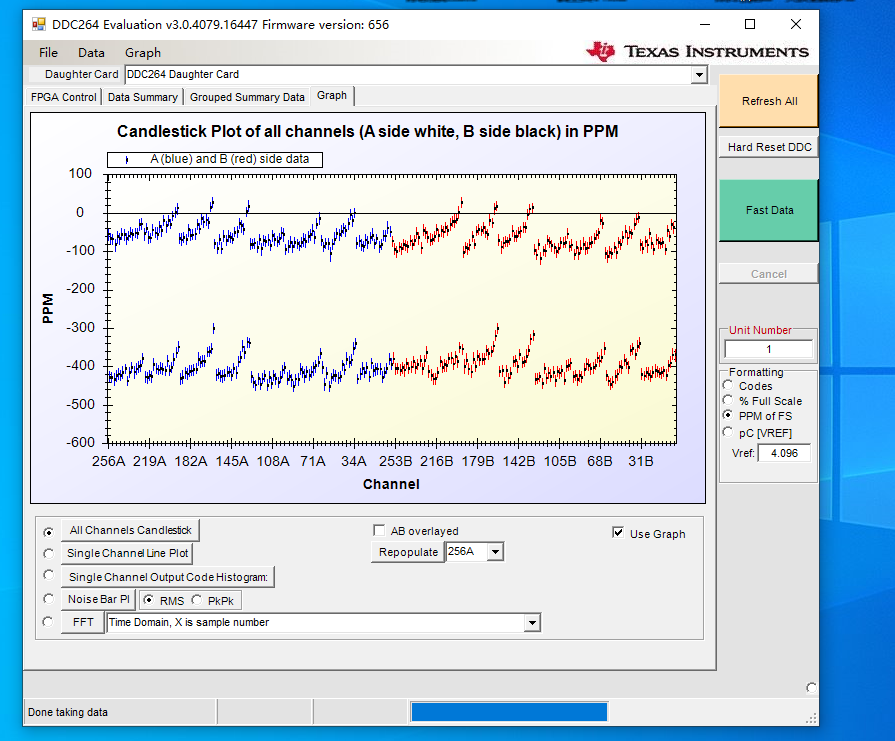 DDC264 Evaluation v3.0.4079.16447 Firmware version: 656
File Data Graph
TEXAS INSTRUMENTS
Daughter Card DDC264 Daughter Card
FPGA Control Data Summary Grouped Summary Data Graph
Refresh All
Hard Reset DDC
Fast Data
Cancel
Unit Number
1
Formatting
Codes
% Full Scale
PPM of FS
pC [VREF]
Vref: 4.096
Candlestick Plot of all channels (A side white, B side black) in PPM
A (blue) and B (red) side data
100
0
-100
-200
-300
-400
-500
-600
PPM
256A 219A 182A 145A 108A 71A 34A 253B 216B 179B 142B 105B 68B 31B
Channel
All Channels Candlestick
Single Channel Line Plot
Single Channel Output Code Histogram:
Noise Bar Pl RMS PkPk
FFT Time Domain, X is sample number
AB overlayed
Repopulate 256A
Use Graph
Done taking data